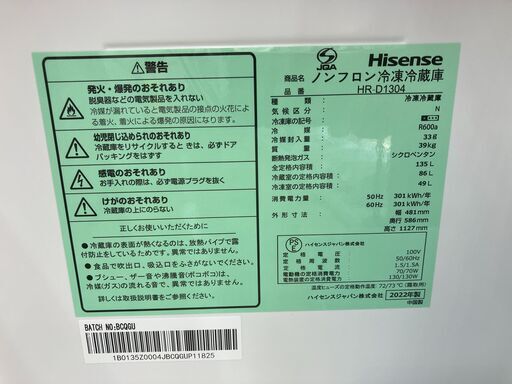 警告
発火・爆発のおそれあり
脱臭器などの電気製品を入れない
冷媒が漏れていると電気製品の接点の火花による着火により爆発の原因になります。
幼児閉じ込められのおそれあり
冷蔵庫をリサイクルするときは、必ずドアパッキングをはずす
感電のおそれあり
お手入れの際は、必ず電源プラグを抜く
けがのおそれあり
冷蔵庫の上にのらない
正しくお使いいただくために
●冷蔵庫の表面が熱くなるのは、放熱パイプで露付防止をしているためです。異常ではありません。
●食品で吹出口、吸込口をふさがないでください。
●ブシュー、ザー音や沸騰音(ボコボコ)は、冷媒(ガス)の流れる音で、異常ではありません。
詳しくは取扱説明書をご参照ください。
BATCH NO:BCQGU
1B0135Z0004JBCQGUP11825
JQA
Hisense
商品名 ノンフロン冷凍冷蔵庫
品番 HR-D1304
種類: 冷凍冷蔵庫
気候区分: N
冷凍庫の記号:
冷媒: R600a
冷媒封入量: 33g
質量: 39kg
断熱発泡ガス: シクロペンタン
全定格内容積: 135L
冷蔵室の定格内容積: 86L
冷凍室の定格内容積: 49L
消費電力量: 50Hz 301kWh/年
60Hz 301kWh/年
外形寸法: 幅 481mm
奥行 586mm
高さ 1127mm
PSE
ハイセンスジャパン株式会社
定格電圧: 100V
定格周波数: 50/60Hz
定格電流: 1.5/1.5A
電動機の定格消費電力: 70/70W
電熱装置の定格消費電力: 130/130W
温度ヒューズの定格動作温度: 72/73℃(霜取用)
ハイセンスジャパン株式会社
2022年製
中国製